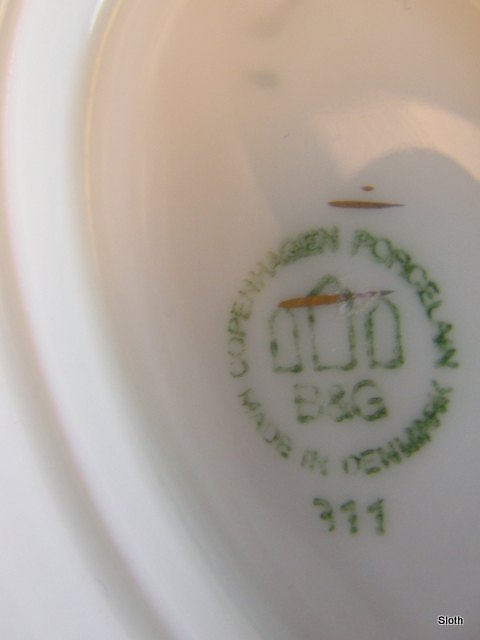 COPENHAGEN PORCELAIN
B&G
MADE IN DENMARK
311
Sloth